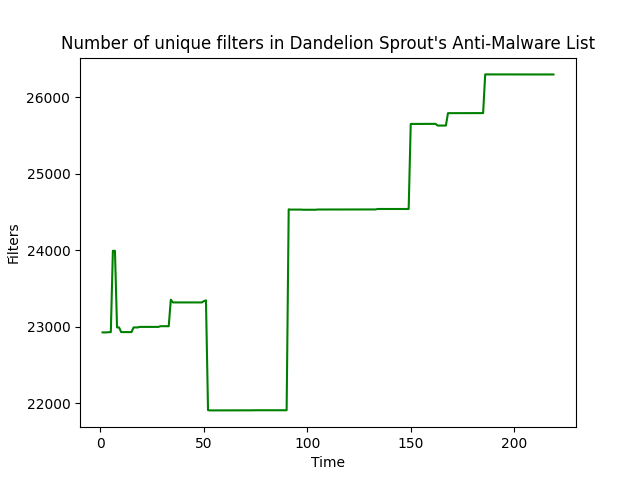 Number of unique filters in Dandelion Sprout's Anti-Malware List
Filters
26000
25000
24000
23000
22000
0 50 100 150 200
Time